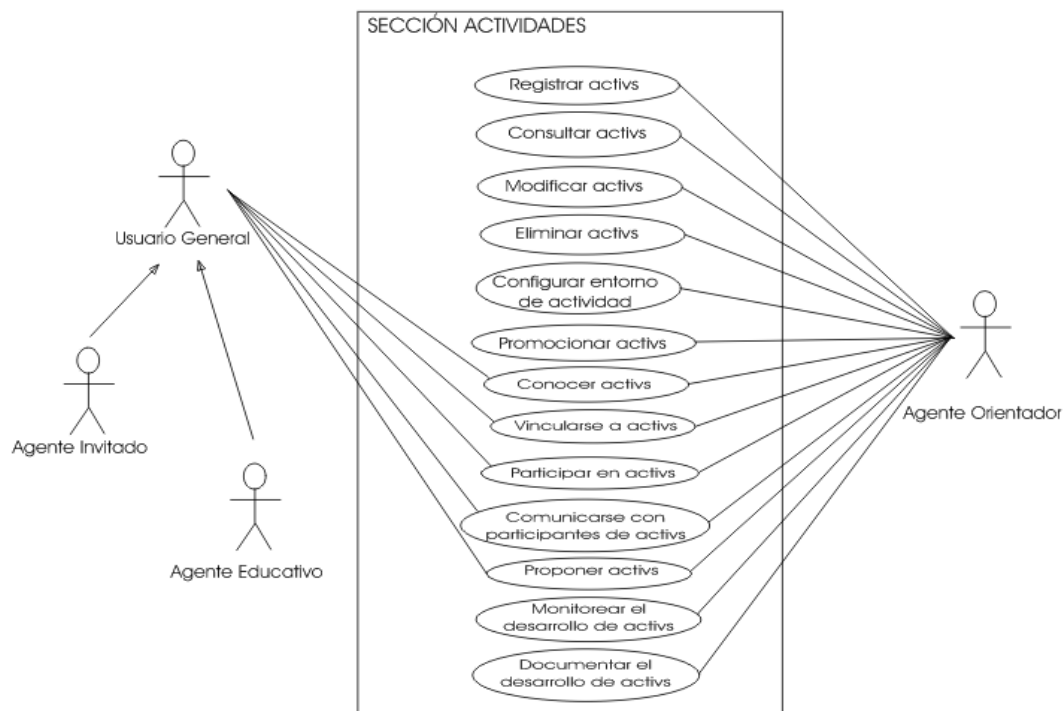 SECCIÓN ACTIVIDADES
Registrar activs
Consultar activs
Modificar activs
Eliminar activs
Configurar entorno
de actividad
Promocionar activs
Conocer activs
Vincularse a activs
Participar en activs
Comunicarse con
participantes de activs
Proponer activs
Monitorear el
desarrollo de activs
Documentar el
desarrollo de activs
Usuario General
Agente Invitado
Agente Educativo
Agente Orientador